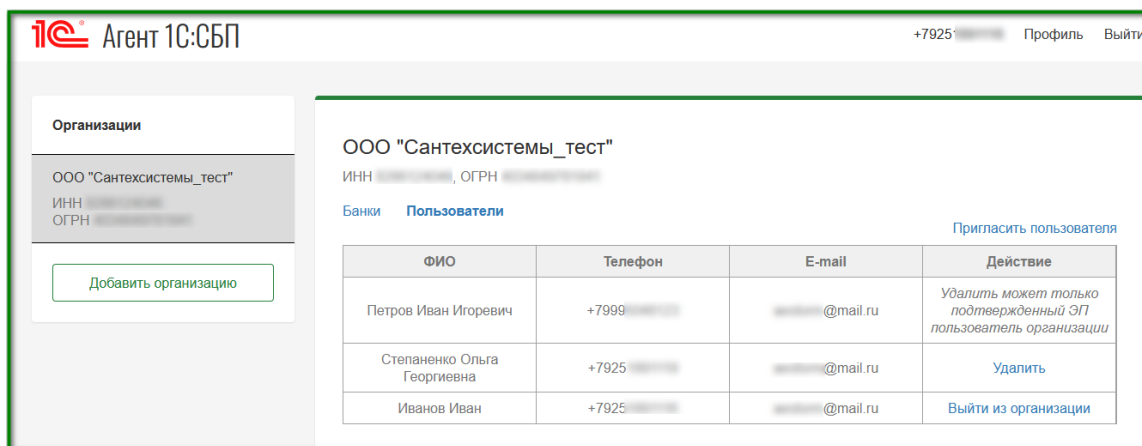 1С Агент 1С:СБП
+7925 Профиль Выйти
Организации
ООО "Сантехсистемы_тест"
ИНН
ОГРН
Добавить организацию
ООО "Сантехсистемы_тест"
ИНН , ОГРН
Банки Пользователи
Пригласить пользователя
ФИО Телефон E-mail Действие
Петров Иван Игоревич +7999 @mail.ru Удалить может только
подтвержденный ЭП
пользователь организации
Степаненко Ольга
Георгиевна +7925 @mail.ru Удалить
Иванов Иван +7925 @mail.ru Выйти из организации